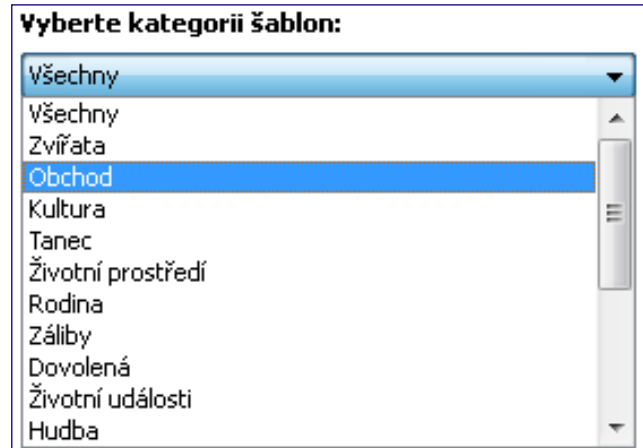 Vyberte kategorii šablon:
Všechny
Všechny
Zvířata
Obchod
Kultura
Tanec
Životní prostředí
Rodina
Záliby
Dovolená
Životní události
Hudba